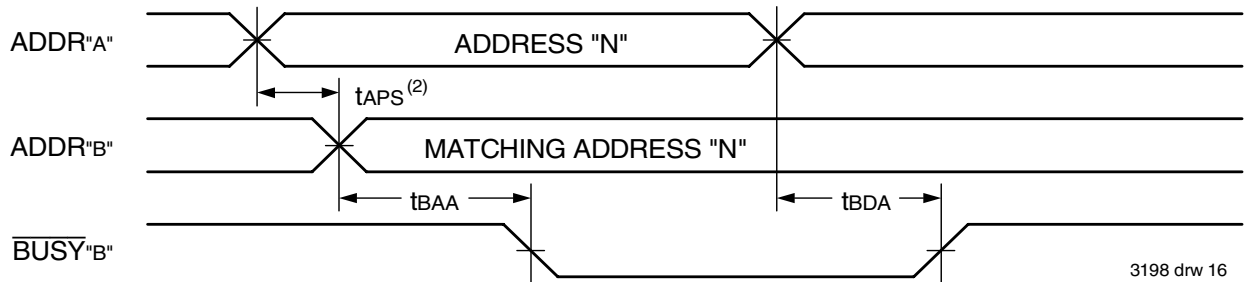 ADDR"A"
ADDRESS "N"
tAPS(2)
ADDR"B"
MATCHING ADDRESS "N"
tBAA
tBDA
BUSY"B"
3198 drw 16